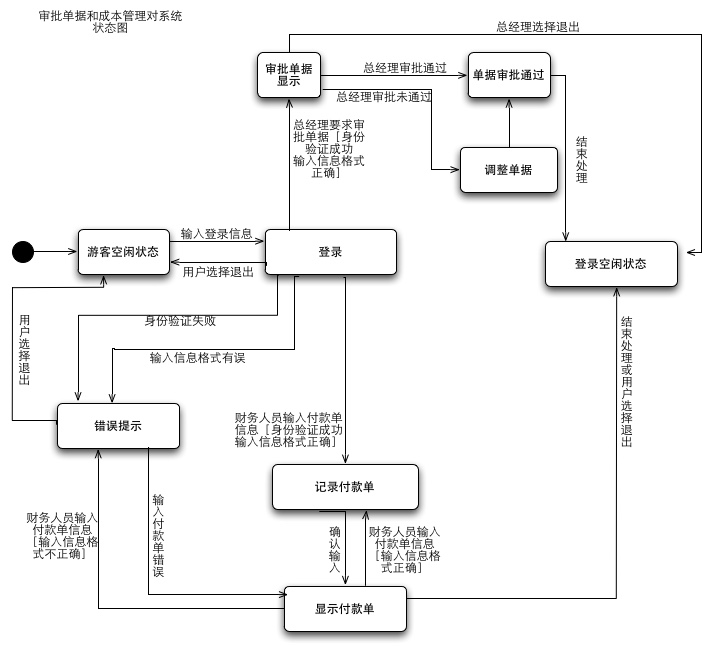 审批单据和成本管理对系统
状态图
总经理选择退出
审批单据
显示
总经理审批通过
单据审批通过
总经理审批未通过
总经理要求审
批单据［身份
验证成功
输入信息格式
正确］
结束处理
调整单据
输入登录信息
游客空闲状态
登录
用户选择退出
登录空闲状态
用户选择退出
身份验证失败
输入信息格式有误
结束处理或用户选择退出
错误提示
财务人员输入付款单
信息［身份验证成功
输入信息格式正确］
记录付款单
输入付款单错误
财务人员输入
付款单信息
［输入信息格
式不正确］
确认输入
财务人员输入
付款单信息
［输入信息格
式正确］
显示付款单